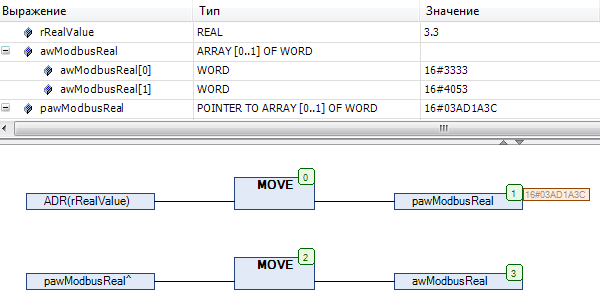 Выражение Тип Значение
rRealValue REAL 3.3
awModbusReal ARRAY [0..1] OF WORD
awModbusReal[0] WORD 16#3333
awModbusReal[1] WORD 16#4053
pawModbusReal POINTER TO ARRAY [0..1] OF WORD 16#03AD1A3C
ADR(rRealValue) MOVE 0 pawModbusReal 1 16#03AD1A3C
pawModbusReal^ MOVE 2 awModbusReal 3